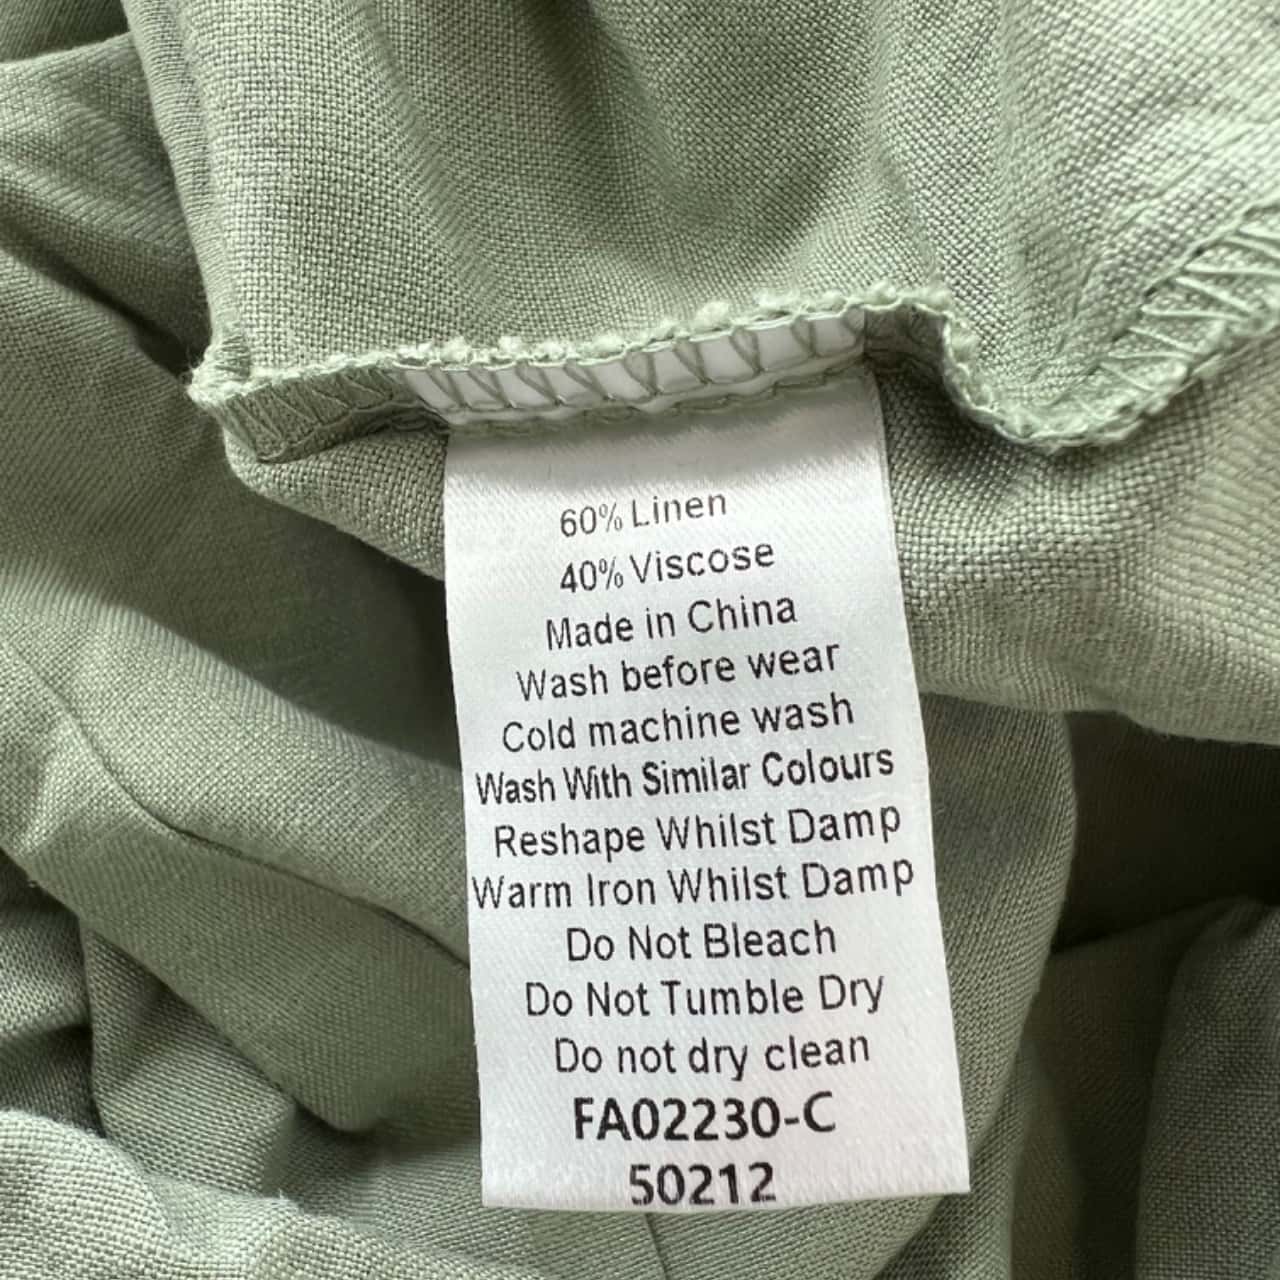 60% Linen
40% Viscose
Made in China
Wash before wear
Cold machine wash
Wash With Similar Colours
Reshape Whilst Damp
Warm Iron Whilst Damp
Do Not Bleach
Do Not Tumble Dry
Do not dry clean
FA02230-C
50212